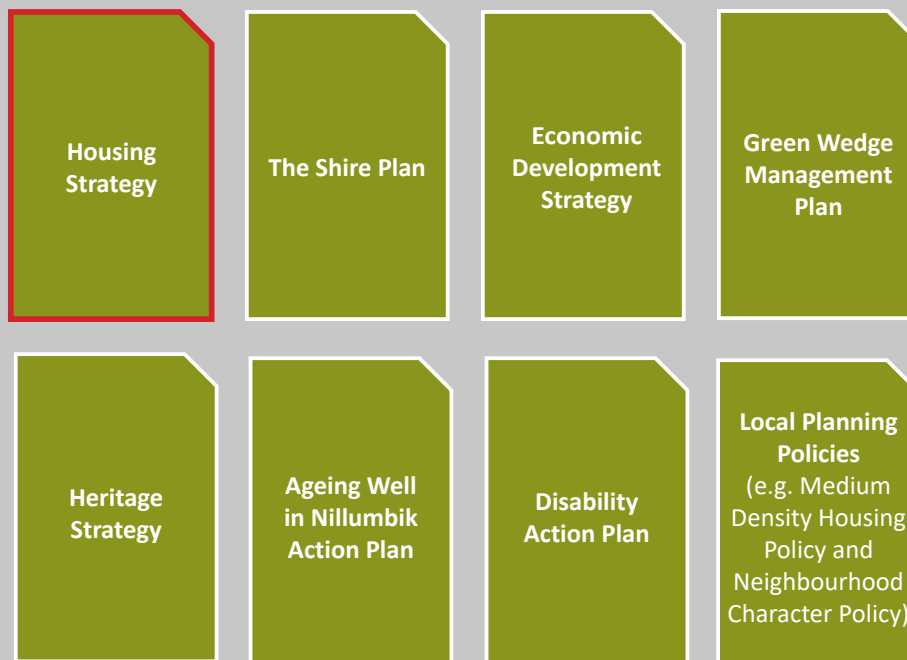 Housing
Strategy
The Shire Plan
Economic
Development
Strategy
Green Wedge
Management
Plan
Heritage
Strategy
Ageing Well
in Nillumbik
Action Plan
Disability
Action Plan
Local Planning
Policies
(e.g. Medium
Density Housing
Policy and
Neighbourhood
Character Policy)